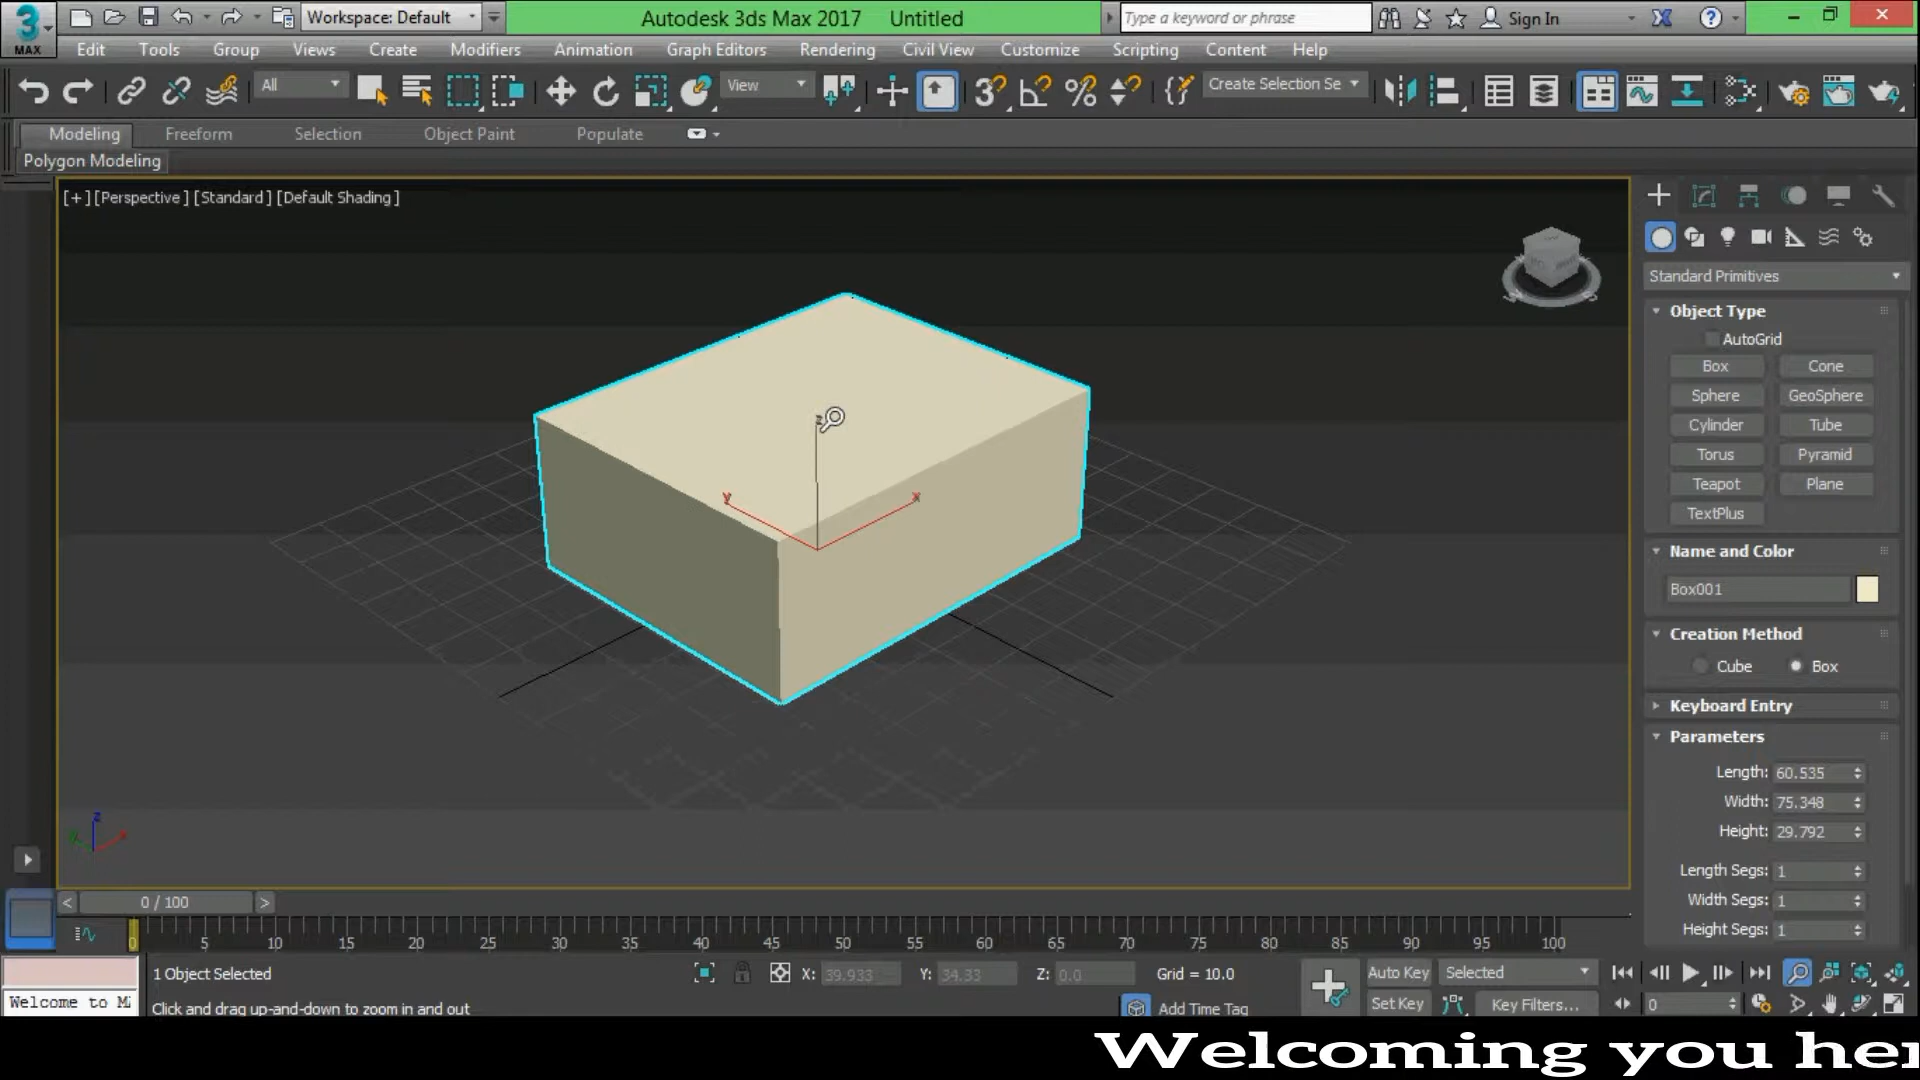 MAX
Workspace: Default
Autodesk 3ds Max 2017 Untitled
Type a keyword or phrase
Sign In
Edit Tools Group Views Create Modifiers Animation Graph Editors Rendering Civil View Customize Scripting Content Help
All
View
Create Selection Se
Modeling Freeform Selection Object Paint Populate
Polygon Modeling
[+] [Perspective] [Standard] [Default Shading]
Standard Primitives
Object Type
AutoGrid
Box Cone
Sphere GeoSphere
Cylinder Tube
Torus Pyramid
Teapot Plane
TextPlus
Name and Color
Box001
Creation Method
Cube Box
Keyboard Entry
Parameters
Length: 60.535
Width: 75.348
Height: 29.792
Length Segs: 1
Width Segs: 1
Height Segs: 1
z
y
x
z
x
0 / 100
0 5 10 15 20 25 30 35 40 45 50 55 60 65 70 75 80 85 90 95 100
1 Object Selected
X: 39.933 Y: 34.33 Z: 0.0 Grid = 10.0
Auto Key Selected
Welcome to M
Click and drag up-and-down to zoom in and out
Add Time Tag
Set Key Key Filters... 0
Welcoming you her